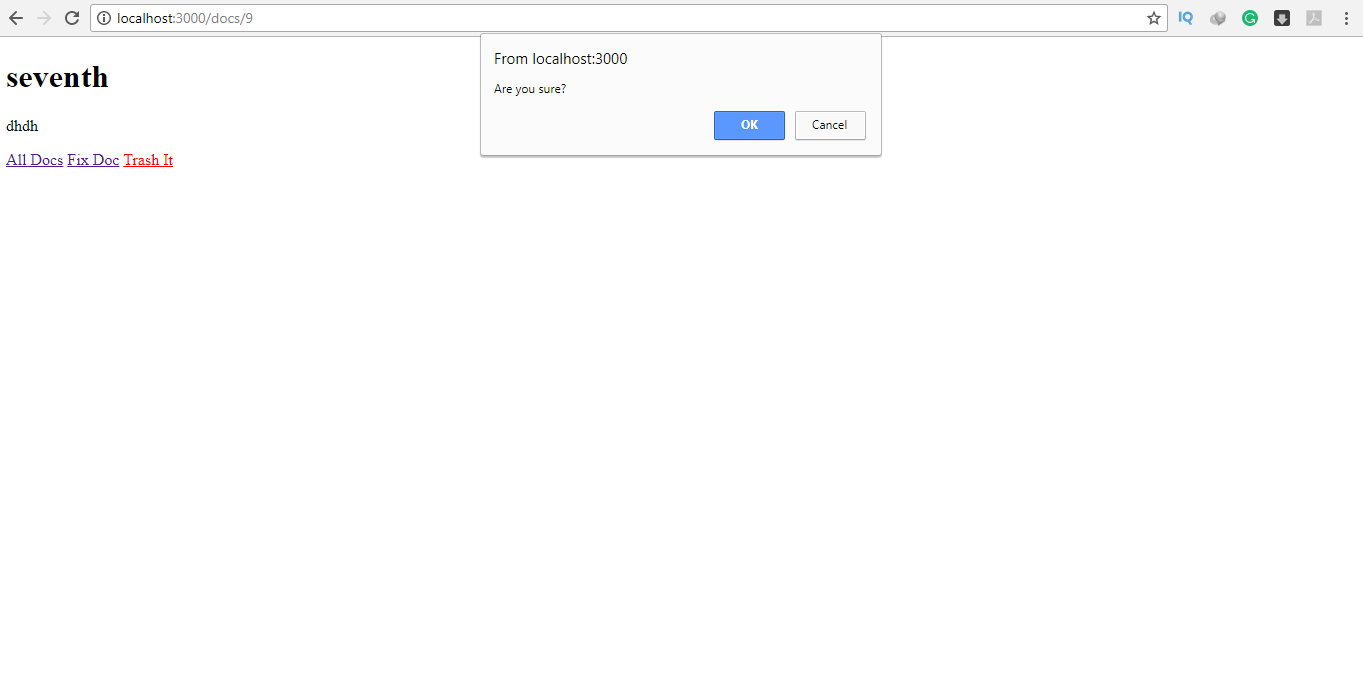 localhost:3000/docs/9
IQ
G
From localhost:3000
Are you sure?
OK Cancel
seventh
dhdh
All Docs Fix Doc Trash It